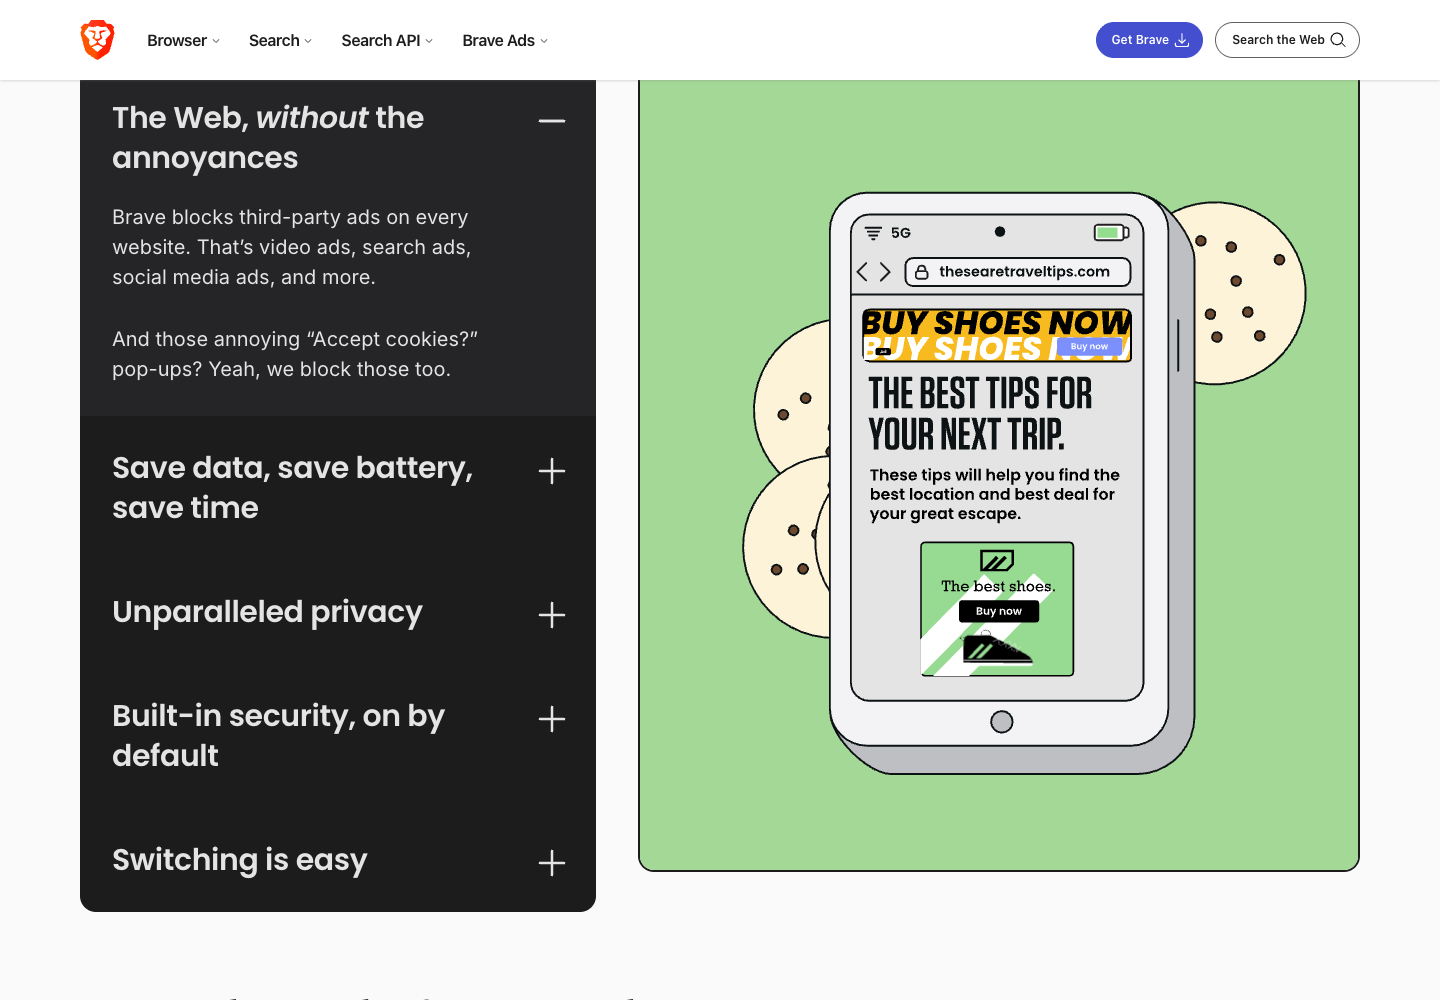 Browser
Search
Search API
Brave Ads
Get Brave
Search the Web
The Web, without the
annoyances
Brave blocks third-party ads on every
website. That’s video ads, search ads,
social media ads, and more.
And those annoying “Accept cookies?”
pop-ups? Yeah, we block those too.
Save data, save battery,
save time
Unparalleled privacy
Built-in security, on by
default
Switching is easy
5G
thesearetraveltips.com
BUY SHOES NOW
BUY SHOES NOW
Ad
Buy now
THE BEST TIPS FOR
YOUR NEXT TRIP.
These tips will help you find the
best location and best deal for
your great escape.
The best shoes.
Buy now